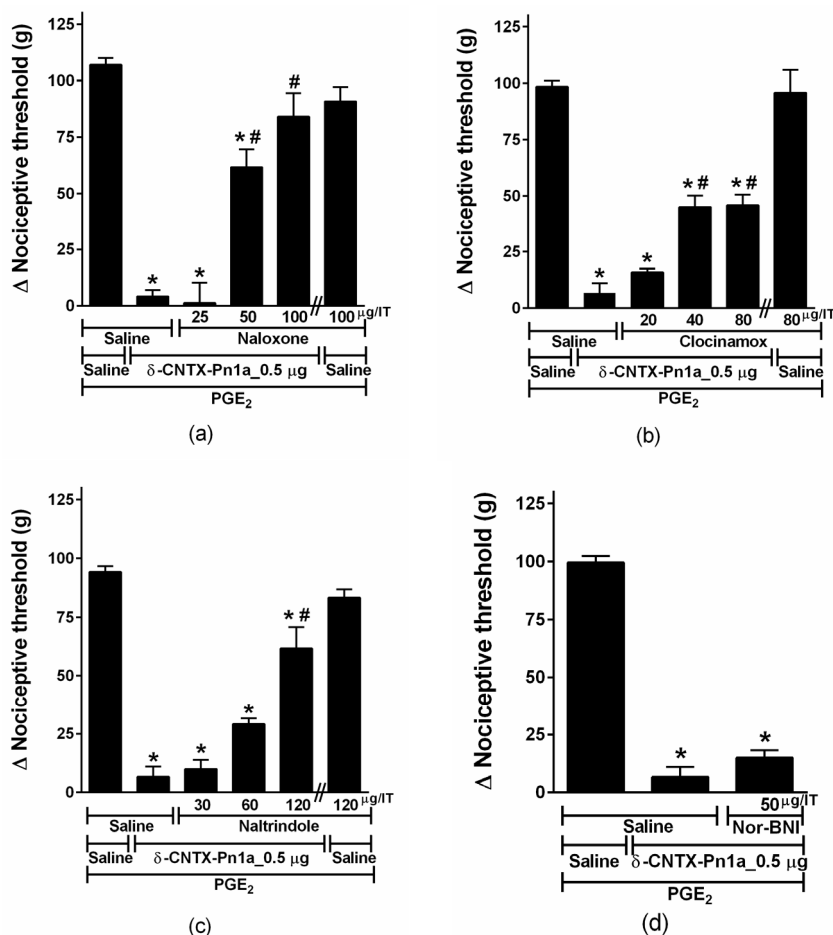 Δ Nociceptive threshold (g)
125
100
75
50
25
0
*
*
* #
#
25 50 100 // 100 μg/IT
Saline Naloxone
Saline δ-CNTX-Pn1a_0.5 μg Saline
PGE₂
(a)
Δ Nociceptive threshold (g)
125
100
75
50
25
0
*
*
* #
* #
20 40 80 // 80 μg/IT
Saline Clocinamox
Saline δ-CNTX-Pn1a_0.5 μg Saline
PGE₂
(b)
Δ Nociceptive threshold (g)
125
100
75
50
25
0
*
*
*
* #
30 60 120 // 120 μg/IT
Saline Naltrindole
Saline δ-CNTX-Pn1a_0.5 μg Saline
PGE₂
(c)
Δ Nociceptive threshold (g)
125
100
75
50
25
0
*
*
50 μg/IT
Saline Nor-BNI
Saline δ-CNTX-Pn1a_0.5 μg
PGE₂
(d)